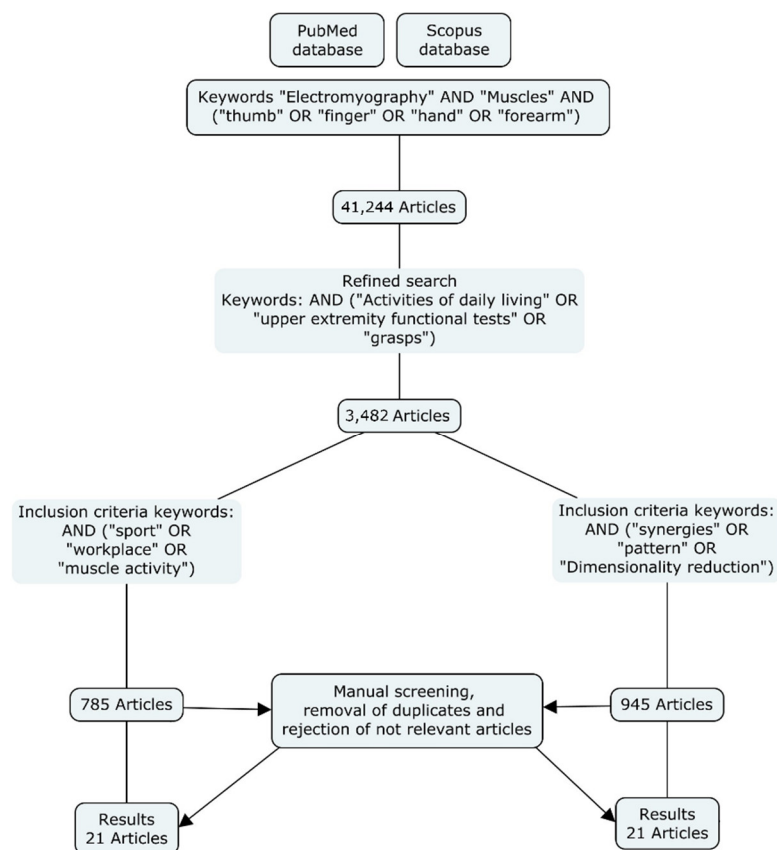 PubMed
database
Scopus
database
Keywords "Electromyography" AND "Muscles" AND
("thumb" OR "finger" OR "hand" OR "forearm")
41,244 Articles
Refined search
Keywords: AND ("Activities of daily living" OR
"upper extremity functional tests" OR
"grasps")
3,482 Articles
Inclusion criteria keywords:
AND ("sport" OR
"workplace" OR
"muscle activity")
Inclusion criteria keywords:
AND ("synergies" OR
"pattern" OR
"Dimensionality reduction")
785 Articles
Manual screening,
removal of duplicates and
rejection of not relevant articles
945 Articles
Results
21 Articles
Results
21 Articles